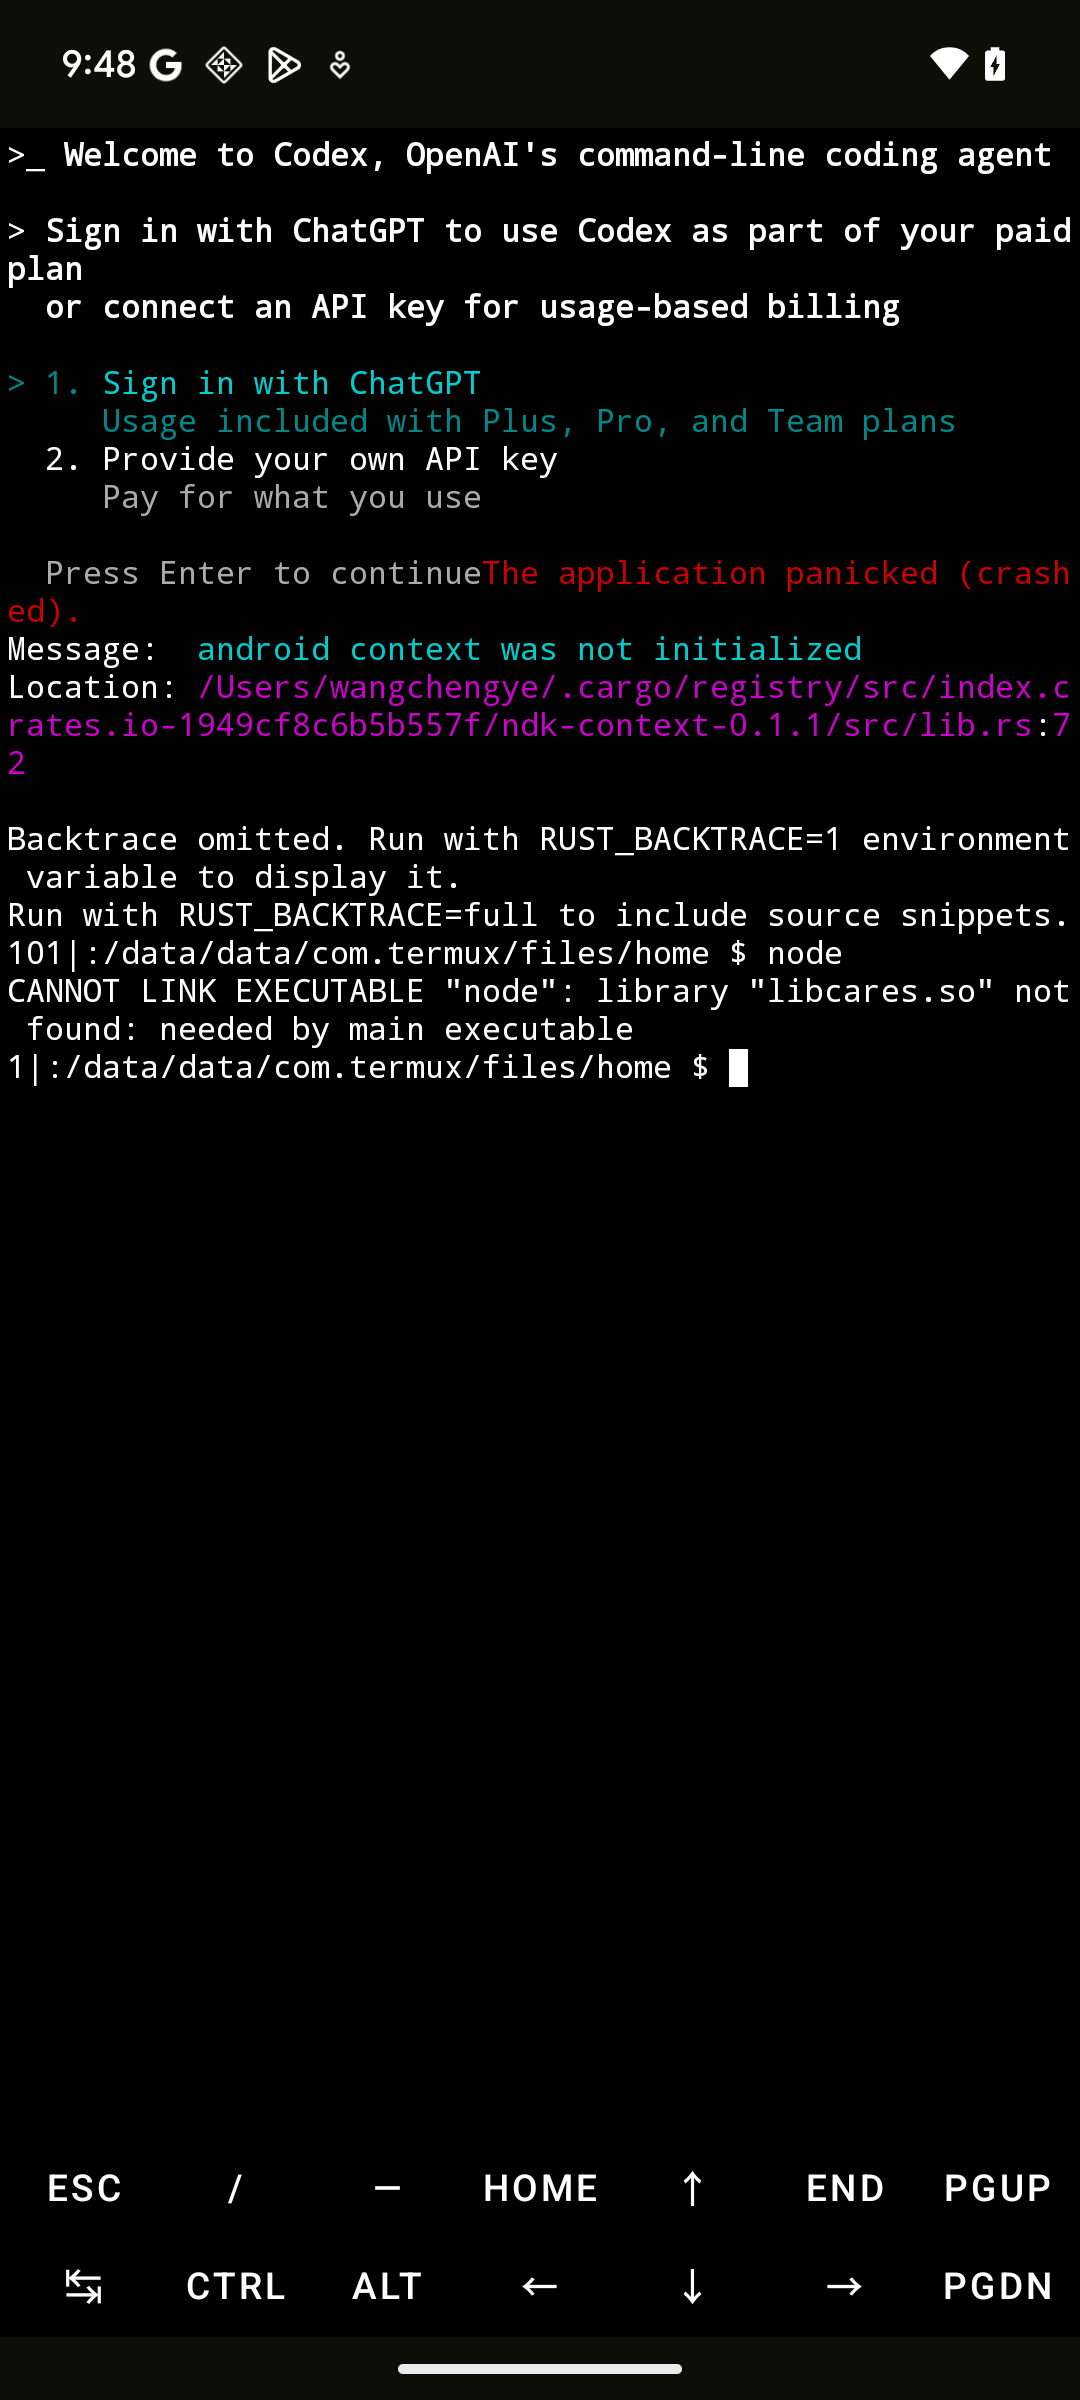 9:48
>_ Welcome to Codex, OpenAI's command-line coding agent
> Sign in with ChatGPT to use Codex as part of your paid
plan
or connect an API key for usage-based billing
> 1. Sign in with ChatGPT
Usage included with Plus, Pro, and Team plans
2. Provide your own API key
Pay for what you use
Press Enter to continueThe application panicked (crash
ed).
Message:  android context was not initialized
Location: /Users/wangchengye/.cargo/registry/src/index.c
rates.io-1949cf8c6b5b557f/ndk-context-0.1.1/src/lib.rs:7
2
Backtrace omitted. Run with RUST_BACKTRACE=1 environment
variable to display it.
Run with RUST_BACKTRACE=full to include source snippets.
101|:/data/data/com.termux/files/home $ node
CANNOT LINK EXECUTABLE "node": library "libcares.so" not
found: needed by main executable
1|:/data/data/com.termux/files/home $
ESC / — HOME ↑ END PGUP
↹ CTRL ALT ← ↓ → PGDN